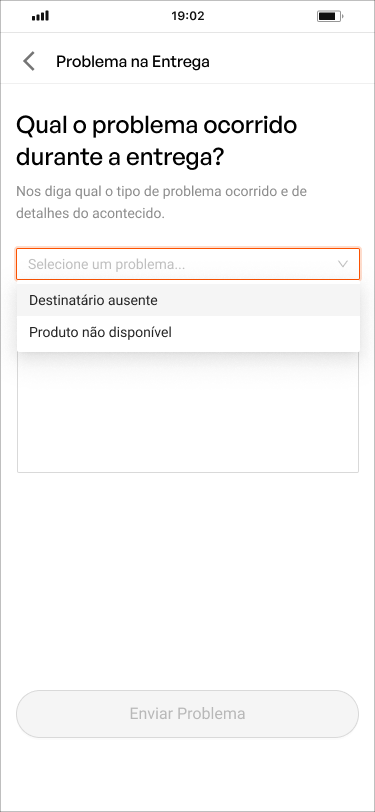 19:02
Problema na Entrega
Qual o problema ocorrido
durante a entrega?
Nos diga qual o tipo de problema ocorrido e de
detalhes do acontecido.
Selecione um problema...
Destinatário ausente
Produto não disponível
Enviar Problema